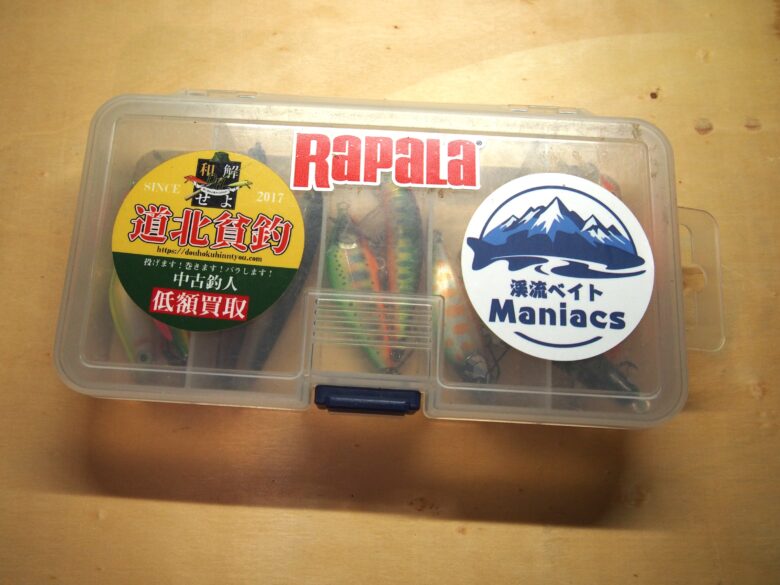 RAPALA
和解
せよ
SINCE 2017
道北貧釣
https://douhokuhinntyou.com
投げます!巻きます!バラします!
中古釣人
低額買取
渓流ベイト
Maniacs